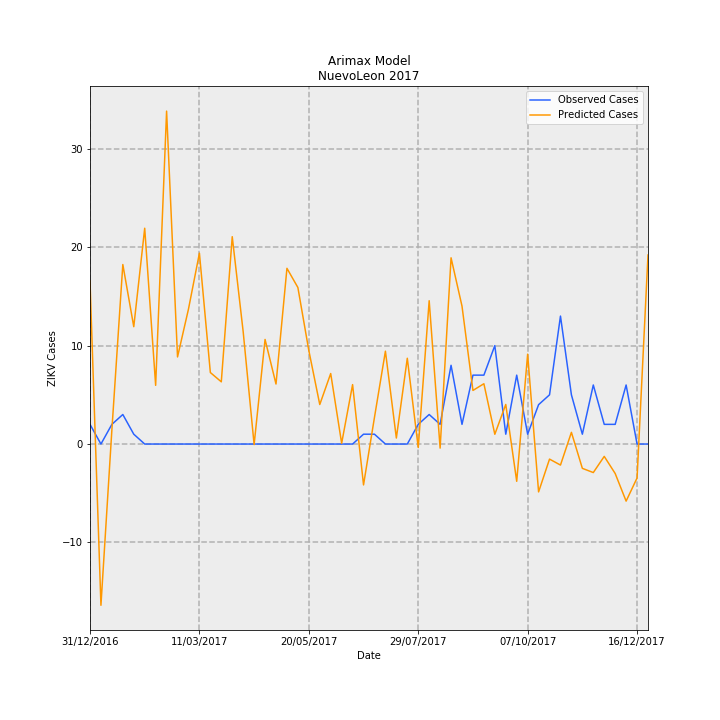 Arimax Model
NuevoLeon 2017
Observed Cases
Predicted Cases
ZIKV Cases
30
20
10
0
−10
31/12/2016
11/03/2017
20/05/2017
29/07/2017
07/10/2017
16/12/2017
Date